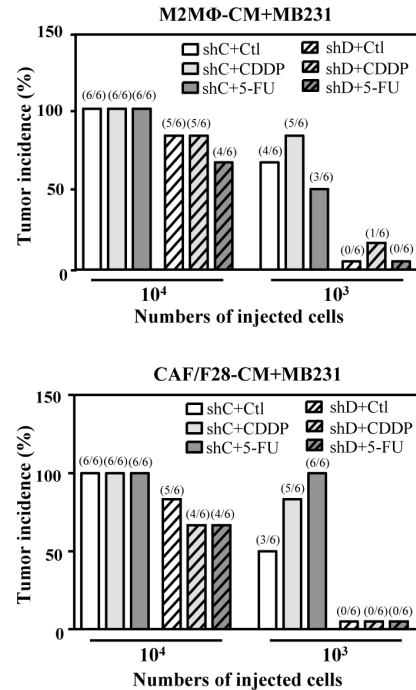 M2MΦ-CM+MB231
Tumor incidence (%)
150
100
50
0
shC+Ctl
shC+CDDP
shC+5-FU
shD+Ctl
shD+CDDP
shD+5-FU
(6/6) (6/6) (6/6)
(5/6) (5/6)
(4/6)
(4/6)
(5/6)
(3/6)
(0/6)
(1/6)
(0/6)
10⁴
10³
Numbers of injected cells
CAF/F28-CM+MB231
Tumor incidence (%)
150
100
50
0
shC+Ctl
shC+CDDP
shC+5-FU
shD+Ctl
shD+CDDP
shD+5-FU
(6/6) (6/6) (6/6)
(5/6)
(4/6) (4/6)
(3/6)
(5/6)
(6/6)
(0/6) (0/6) (0/6)
10⁴
10³
Numbers of injected cells